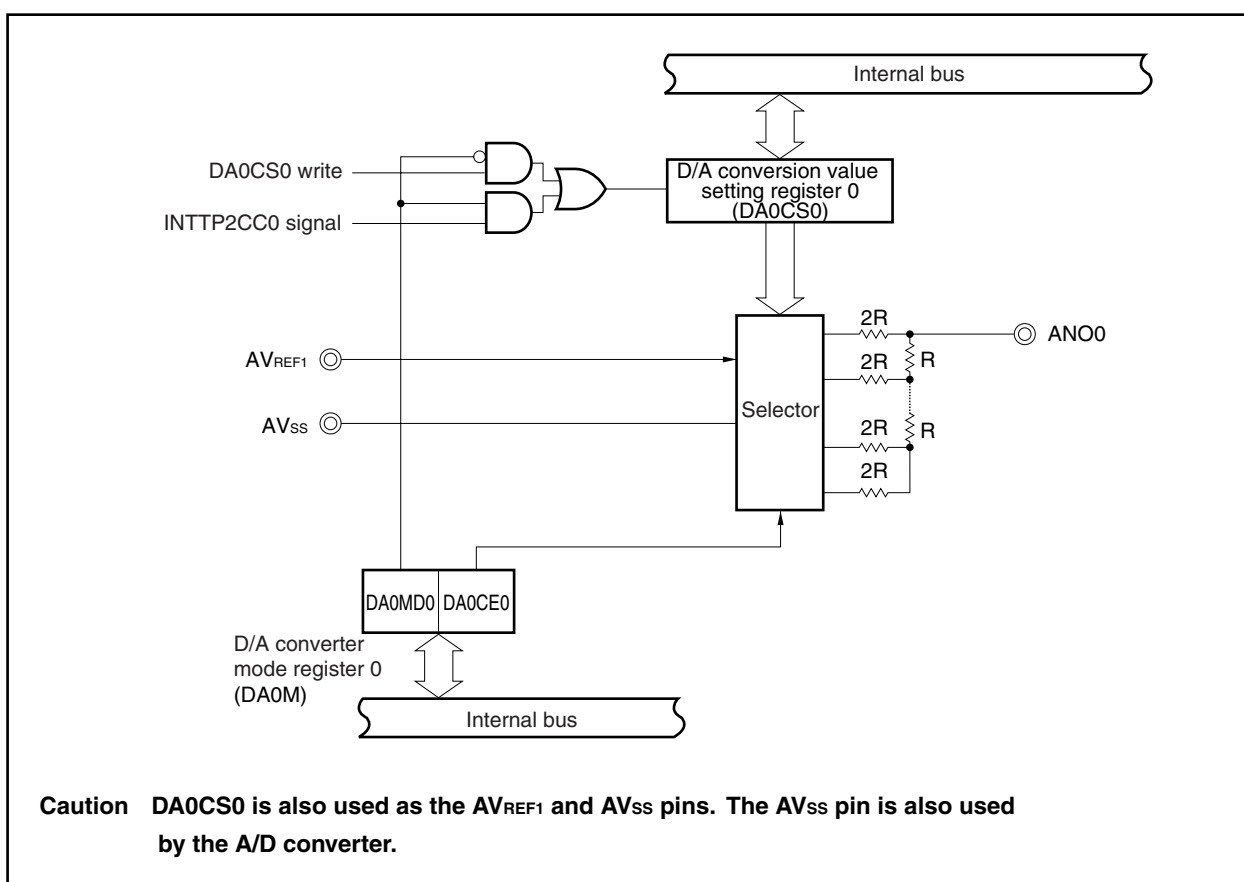 Internal bus
DA0CS0 write
INTTP2CC0 signal
D/A conversion value
setting register 0
(DA0CS0)
2R
ANO0
R
AVREF1
2R
Selector
AVSS
2R
R
2R
DA0MD0 DA0CE0
D/A converter
mode register 0
(DA0M)
Internal bus
Caution DA0CS0 is also used as the AVREF1 and AVSS pins. The AVSS pin is also used
by the A/D converter.